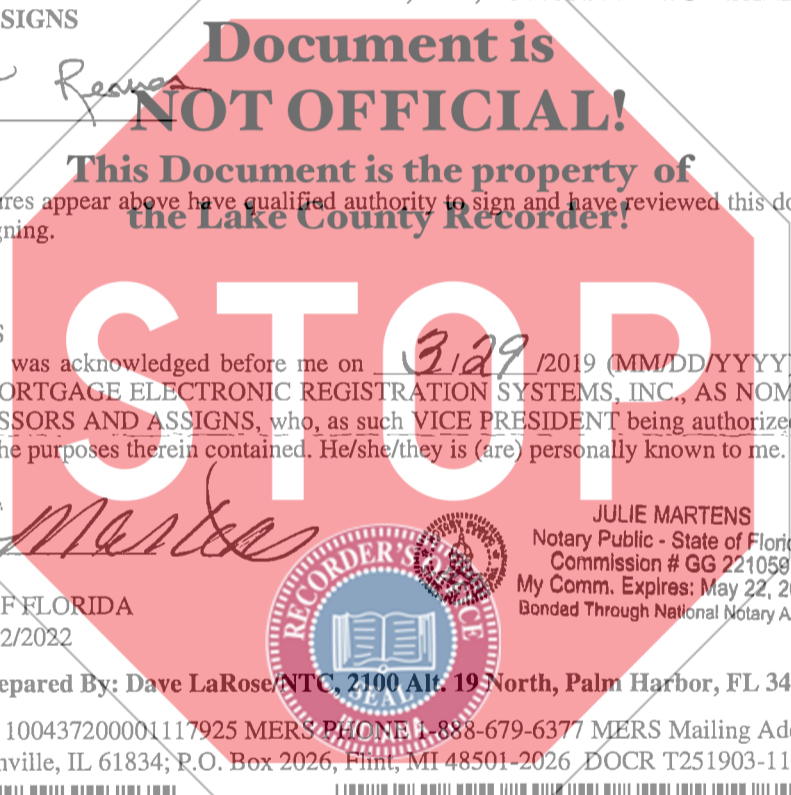 SIGNS
Document is
NOT OFFICIAL!
This Document is the property of
the Lake County Recorder!
Reanas
res appear above have qualified authority to sign and have reviewed this do
ning.
STOP
S
was acknowledged before me on 3/29/2019 (MM/DD/YYYY)
ORTGAGE ELECTRONIC REGISTRATION SYSTEMS, INC., AS NOM
SSORS AND ASSIGNS, who, as such VICE PRESIDENT being authorized
he purposes therein contained. He/she/they is (are) personally known to me.
Martens
JULIE MARTENS
Notary Public - State of Florid
Commission # GG 221059
My Comm. Expires: May 22, 20
Bonded Through National Notary A
RECORDER'S OFFICE
SEAL
F FLORIDA
2/2022
epared By: Dave LaRose/NTC, 2100 Alt. 19 North, Palm Harbor, FL 34
100437200001117925 MERS PHONE 1-888-679-6377 MERS Mailing Add
nville, IL 61834; P.O. Box 2026, Flint, MI 48501-2026 DOCR T251903-11